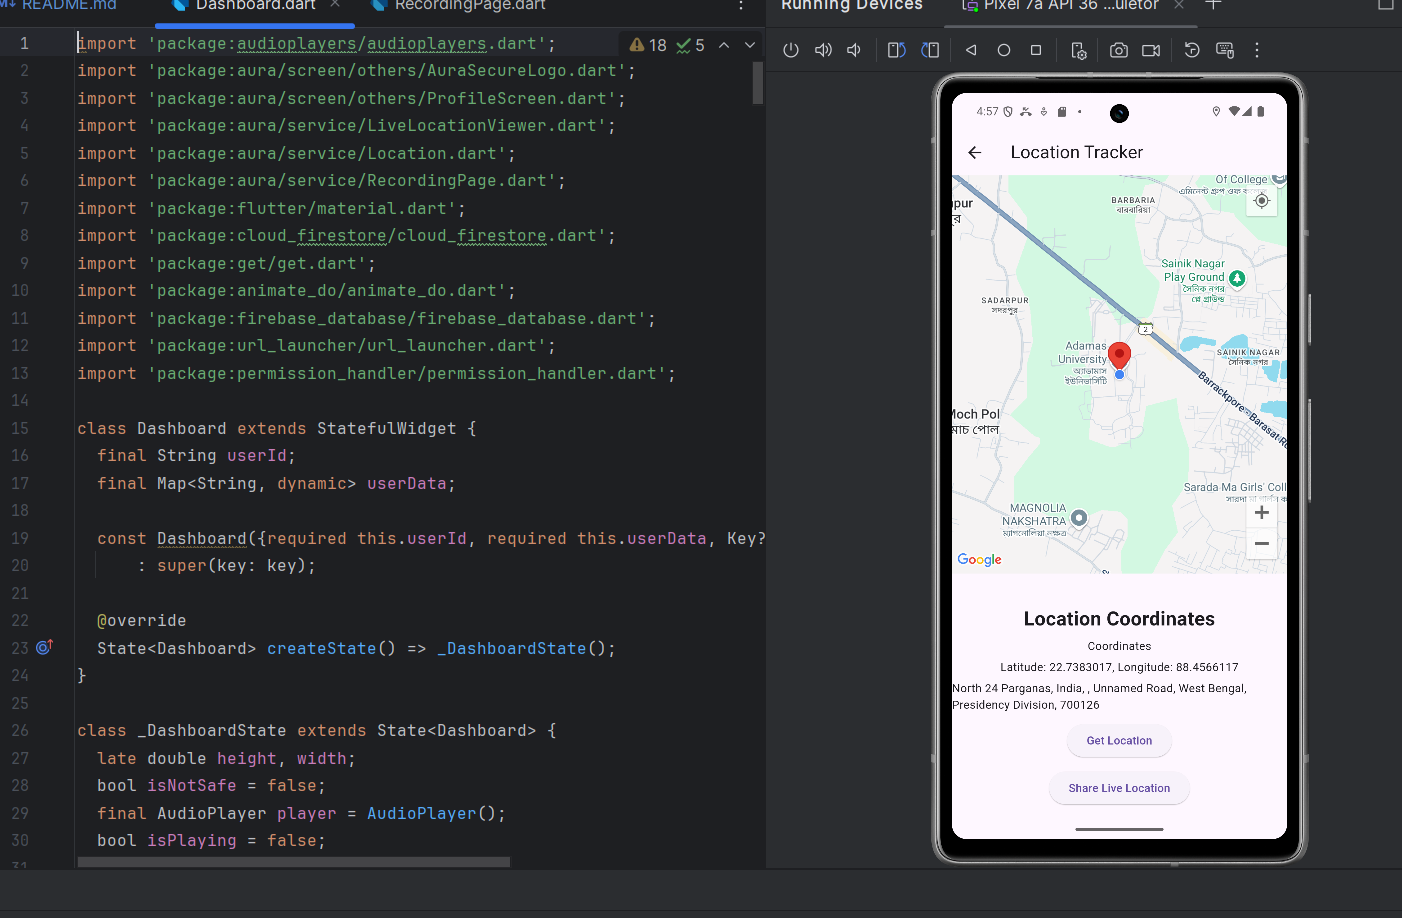 README.md
Dashboard.dart
RecordingPage.dart
Running Devices
Pixel 7a API 36 ...uletor
18 5
1 import 'package:audioplayers/audioplayers.dart';
2 import 'package:aura/screen/others/AuraSecureLogo.dart';
3 import 'package:aura/screen/others/ProfileScreen.dart';
4 import 'package:aura/service/LiveLocationViewer.dart';
5 import 'package:aura/service/Location.dart';
6 import 'package:aura/service/RecordingPage.dart';
7 import 'package:flutter/material.dart';
8 import 'package:cloud_firestore/cloud_firestore.dart';
9 import 'package:get/get.dart';
10 import 'package:animate_do/animate_do.dart';
11 import 'package:firebase_database/firebase_database.dart';
12 import 'package:url_launcher/url_launcher.dart';
13 import 'package:permission_handler/permission_handler.dart';
14
15 class Dashboard extends StatefulWidget {
16 final String userId;
17 final Map<String, dynamic> userData;
18
19 const Dashboard({required this.userId, required this.userData, Key?
20 : super(key: key);
21
22 @override
23 State<Dashboard> createState() => _DashboardState();
24 }
25
26 class _DashboardState extends State<Dashboard> {
27 late double height, width;
28 bool isNotSafe = false;
29 final AudioPlayer player = AudioPlayer();
30 bool isPlaying = false;
31
4:57
Location Tracker
Of College
BARBARIA
বারবারিয়া
Sainik Nagar
Play Ground
সৈনিক নগর
প্লে গ্রাউন্ড
SADARPUR
সদরপুর
2
Adamas
University
অ্যাডামাস
ইউনিভার্সিটি
SAINIK NAGAR
সৈনিক নগর
Barrackpore - Barasat Ro
Moch Pol
মোচ পোল
Sarada Ma Girls' Coll
MAGNOLIA
NAKSHATRA
ম্যাগনোলিয়া নক্ষত্র
Google
Location Coordinates
Coordinates
Latitude: 22.7383017, Longitude: 88.4566117
North 24 Parganas, India, , Unnamed Road, West Bengal,
Presidency Division, 700126
Get Location
Share Live Location